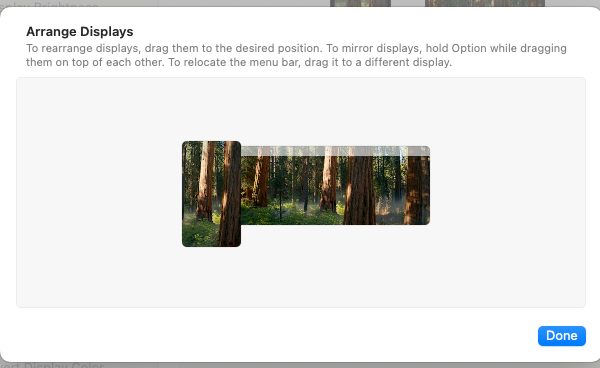 Arrange Displays
To rearrange displays, drag them to the desired position. To mirror displays, hold Option while dragging
them on top of each other. To relocate the menu bar, drag it to a different display.
Done